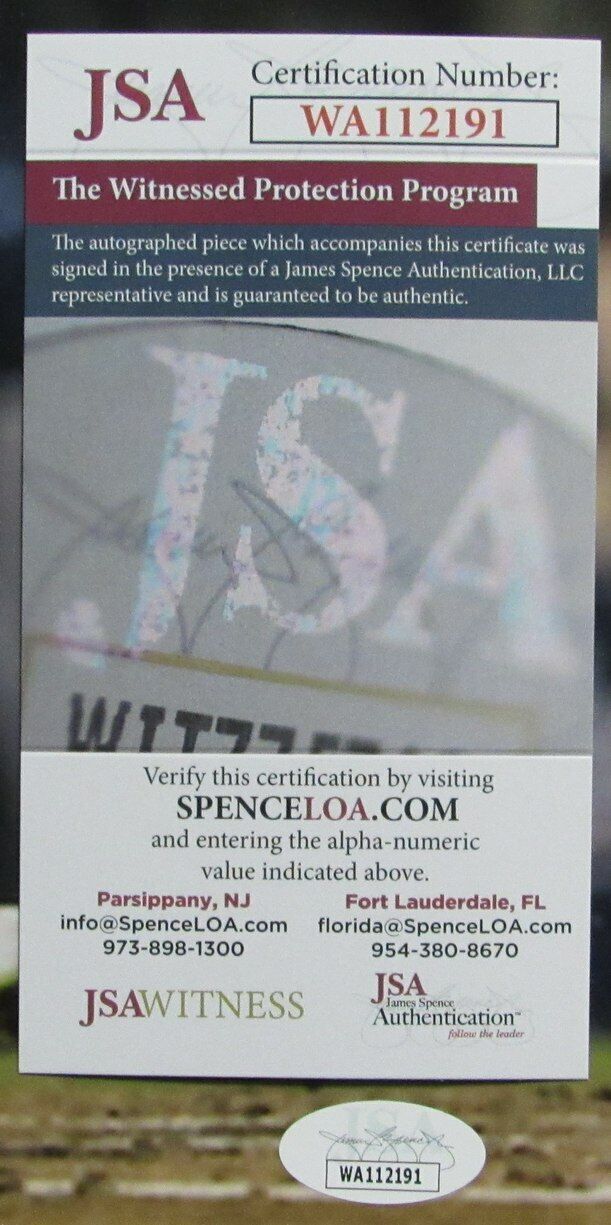 JSA
Certification Number:
WA112191
The Witnessed Protection Program
The autographed piece which accompanies this certificate was
signed in the presence of a James Spence Authentication, LLC
representative and is guaranteed to be authentic.
JSA
Verify this certification by visiting
SPENCELOA.COM
and entering the alpha-numeric
value indicated above.
Parsippany, NJ
info@SpenceLOA.com
973-898-1300
Fort Lauderdale, FL
florida@SpenceLOA.com
954-380-8670
JSAWITNESS
JSA
James Spence
Authentication™
follow the leader
JSA
WA112191